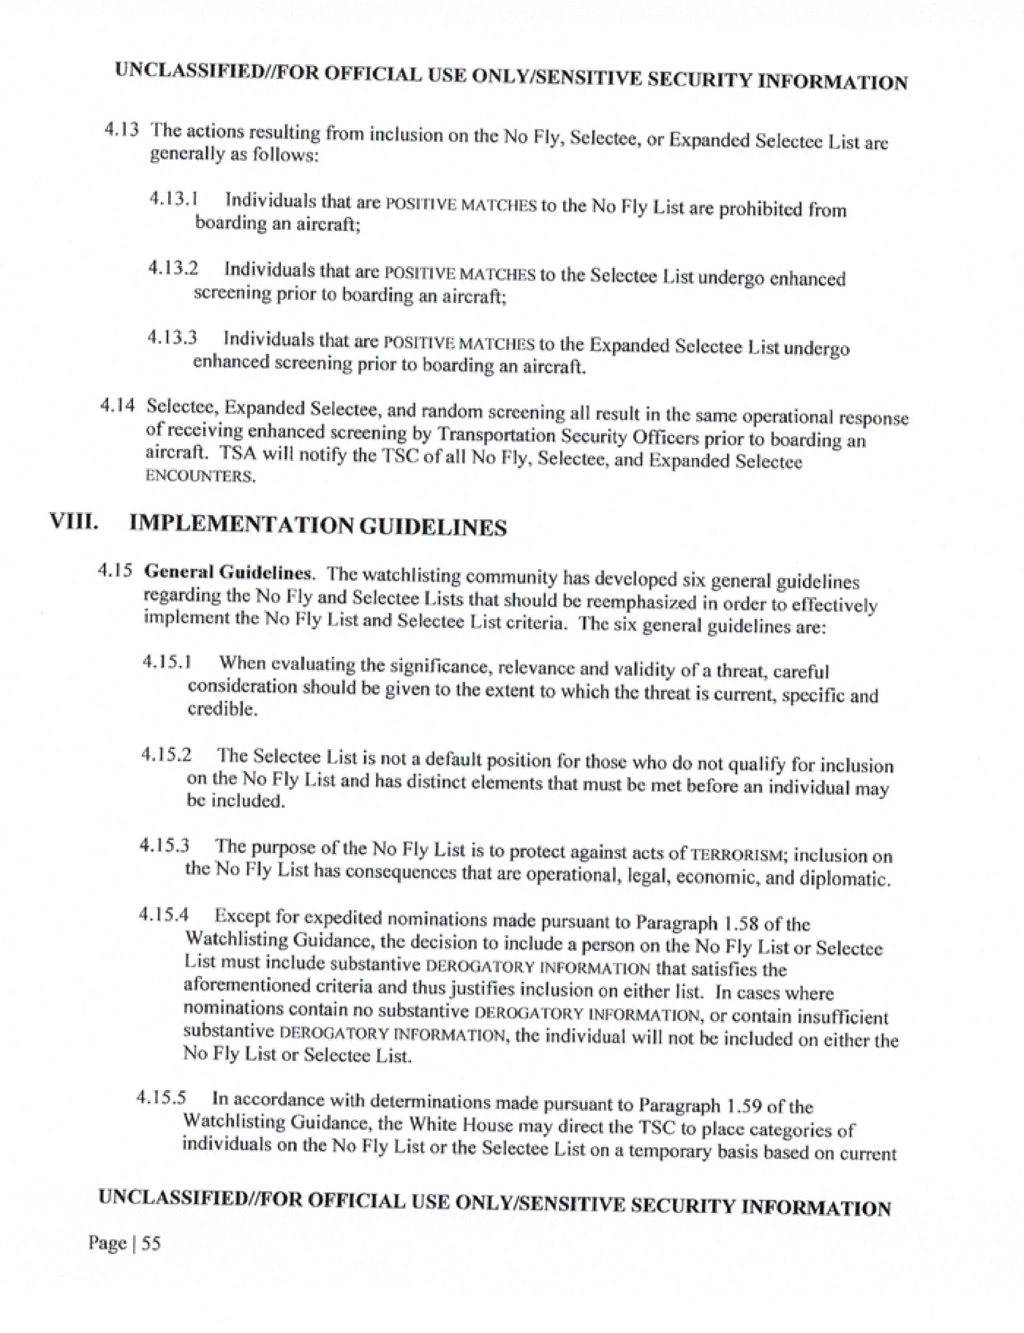 UNCLASSIFIED//FOR OFFICIAL USE ONLY/SENSITIVE SECURITY INFORMATION
4.13 The actions resulting from inclusion on the No Fly, Selectee, or Expanded Selectee List are
generally as follows:
4.13.1 Individuals that are POSITIVE MATCHES to the No Fly List are prohibited from
boarding an aircraft;
4.13.2 Individuals that are POSITIVE MATCHES to the Selectee List undergo enhanced
screening prior to boarding an aircraft;
4.13.3 Individuals that are POSITIVE MATCHES to the Expanded Selectee List undergo
enhanced screening prior to boarding an aircraft.
4.14 Selectee, Expanded Selectee, and random screening all result in the same operational response
of receiving enhanced screening by Transportation Security Officers prior to boarding an
aircraft. TSA will notify the TSC of all No Fly, Selectee, and Expanded Selectee
ENCOUNTERS.
VIII. IMPLEMENTATION GUIDELINES
4.15 General Guidelines. The watchlisting community has developed six general guidelines
regarding the No Fly and Selectee Lists that should be reemphasized in order to effectively
implement the No Fly List and Selectee List criteria. The six general guidelines are:
4.15.1 When evaluating the significance, relevance and validity of a threat, careful
consideration should be given to the extent to which the threat is current, specific and
credible.
4.15.2 The Selectee List is not a default position for those who do not qualify for inclusion
on the No Fly List and has distinct elements that must be met before an individual may
be included.
4.15.3 The purpose of the No Fly List is to protect against acts of TERRORISM; inclusion on
the No Fly List has consequences that are operational, legal, economic, and diplomatic.
4.15.4 Except for expedited nominations made pursuant to Paragraph 1.58 of the
Watchlisting Guidance, the decision to include a person on the No Fly List or Selectee
List must include substantive DEROGATORY INFORMATION that satisfies the
aforementioned criteria and thus justifies inclusion on either list. In cases where
nominations contain no substantive DEROGATORY INFORMATION, or contain insufficient
substantive DEROGATORY INFORMATION, the individual will not be included on either the
No Fly List or Selectee List.
4.15.5 In accordance with determinations made pursuant to Paragraph 1.59 of the
Watchlisting Guidance, the White House may direct the TSC to place categories of
individuals on the No Fly List or the Selectee List on a temporary basis based on current
UNCLASSIFIED//FOR OFFICIAL USE ONLY/SENSITIVE SECURITY INFORMATION
Page | 55